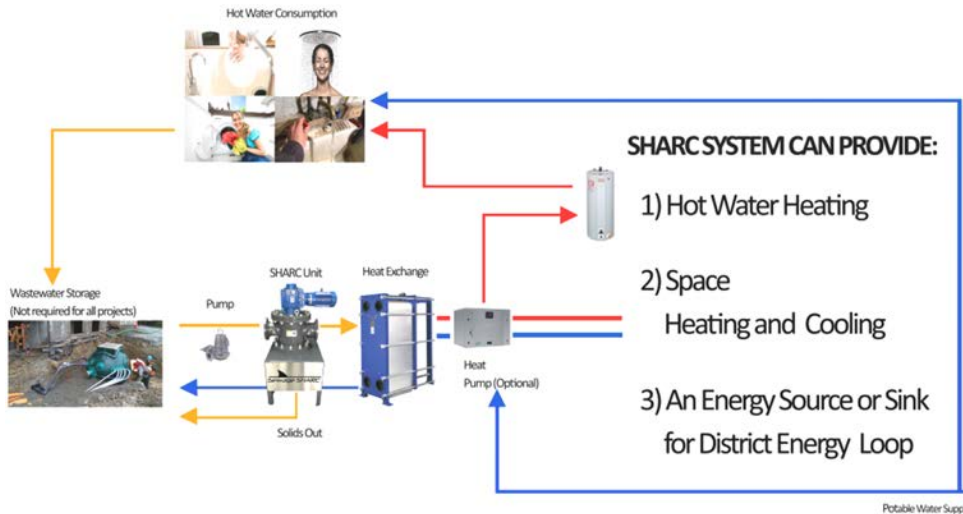 Hot Water Consumption
SHARC SYSTEM CAN PROVIDE:
1) Hot Water Heating
2) Space
Heating and Cooling
3) An Energy Source or Sink
for District Energy Loop
Wastewater Storage
(Not required for all projects)
Pump
SHARC Unit
Heat Exchange
Sewage SHARC
Solids Out
Heat
Pump (Optional)
Potable Water Supp